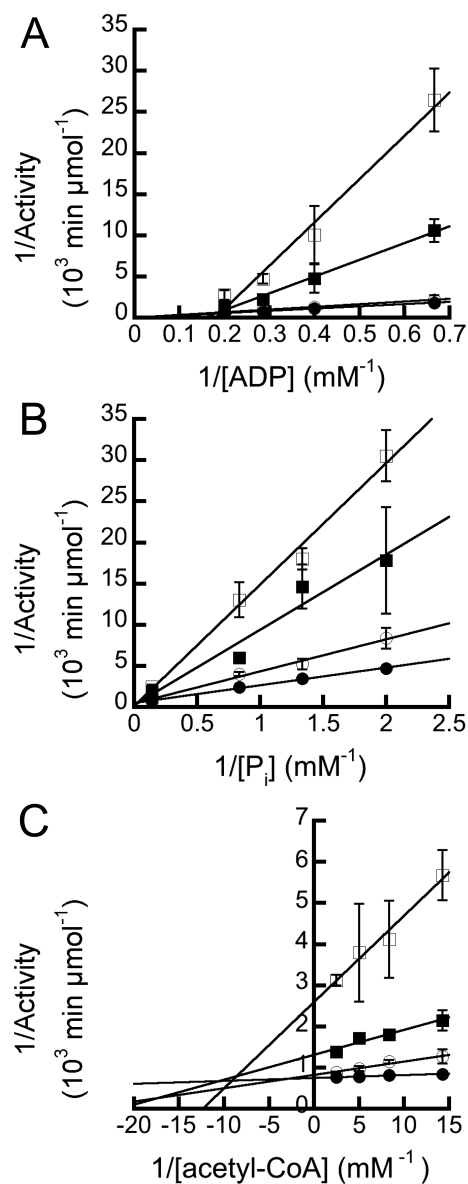 A
35
30
25
20
15
10
5
0
0 0.1 0.2 0.3 0.4 0.5 0.6 0.7
1/Activity
(10³ min µmol⁻¹)
1/[ADP] (mM⁻¹)
B
35
30
25
20
15
10
5
0
0 0.5 1 1.5 2 2.5
1/Activity
(10³ min µmol⁻¹)
1/[Pᵢ] (mM⁻¹)
C
7
6
5
4
3
2
1
0
-20 -15 -10 -5 0 5 10 15
1/Activity
(10³ min µmol⁻¹)
1/[acetyl-CoA] (mM⁻¹)